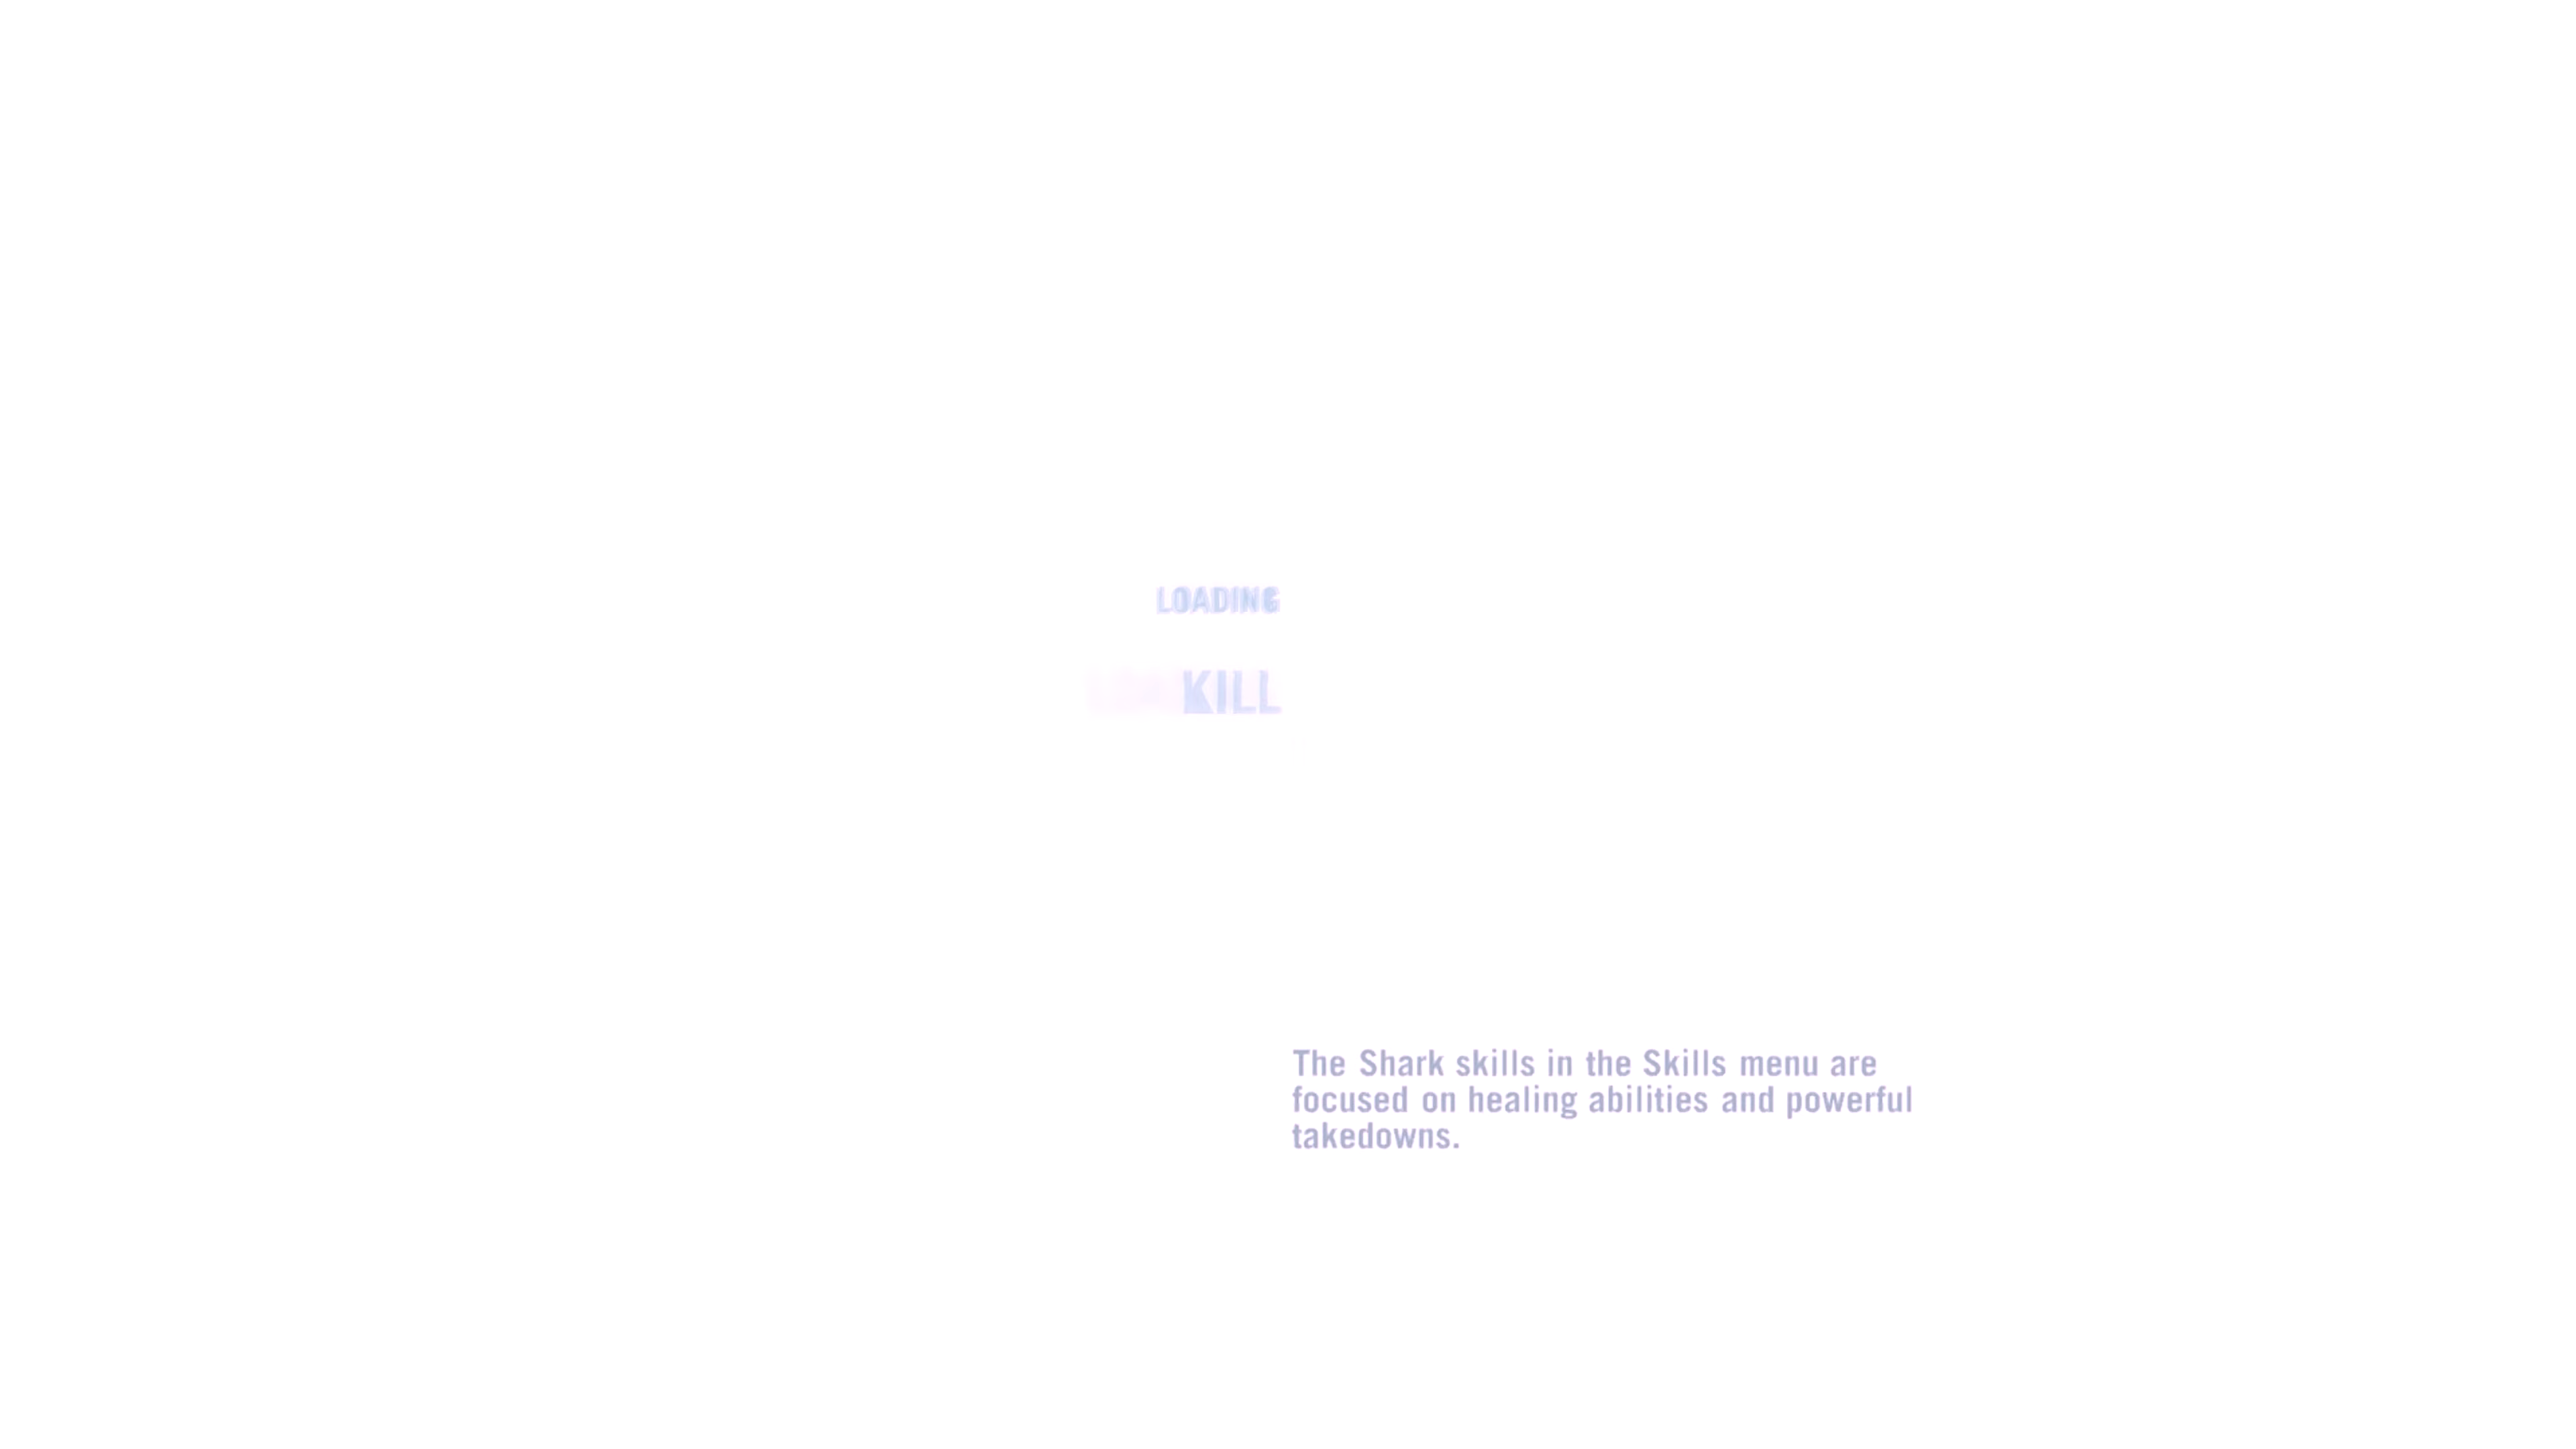 LOADING
KILL
The Shark skills in the Skills menu are
focused on healing abilities and powerful
takedowns.